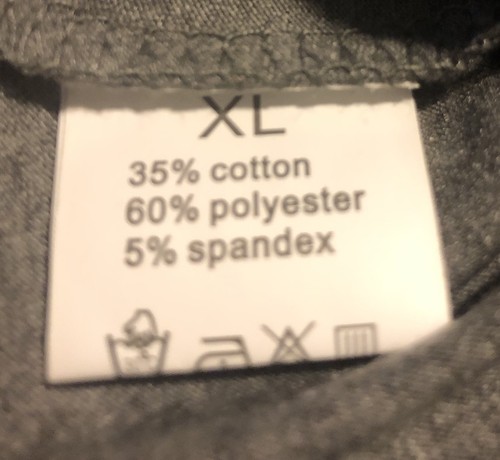 XL
35% cotton
60% polyester
5% spandex